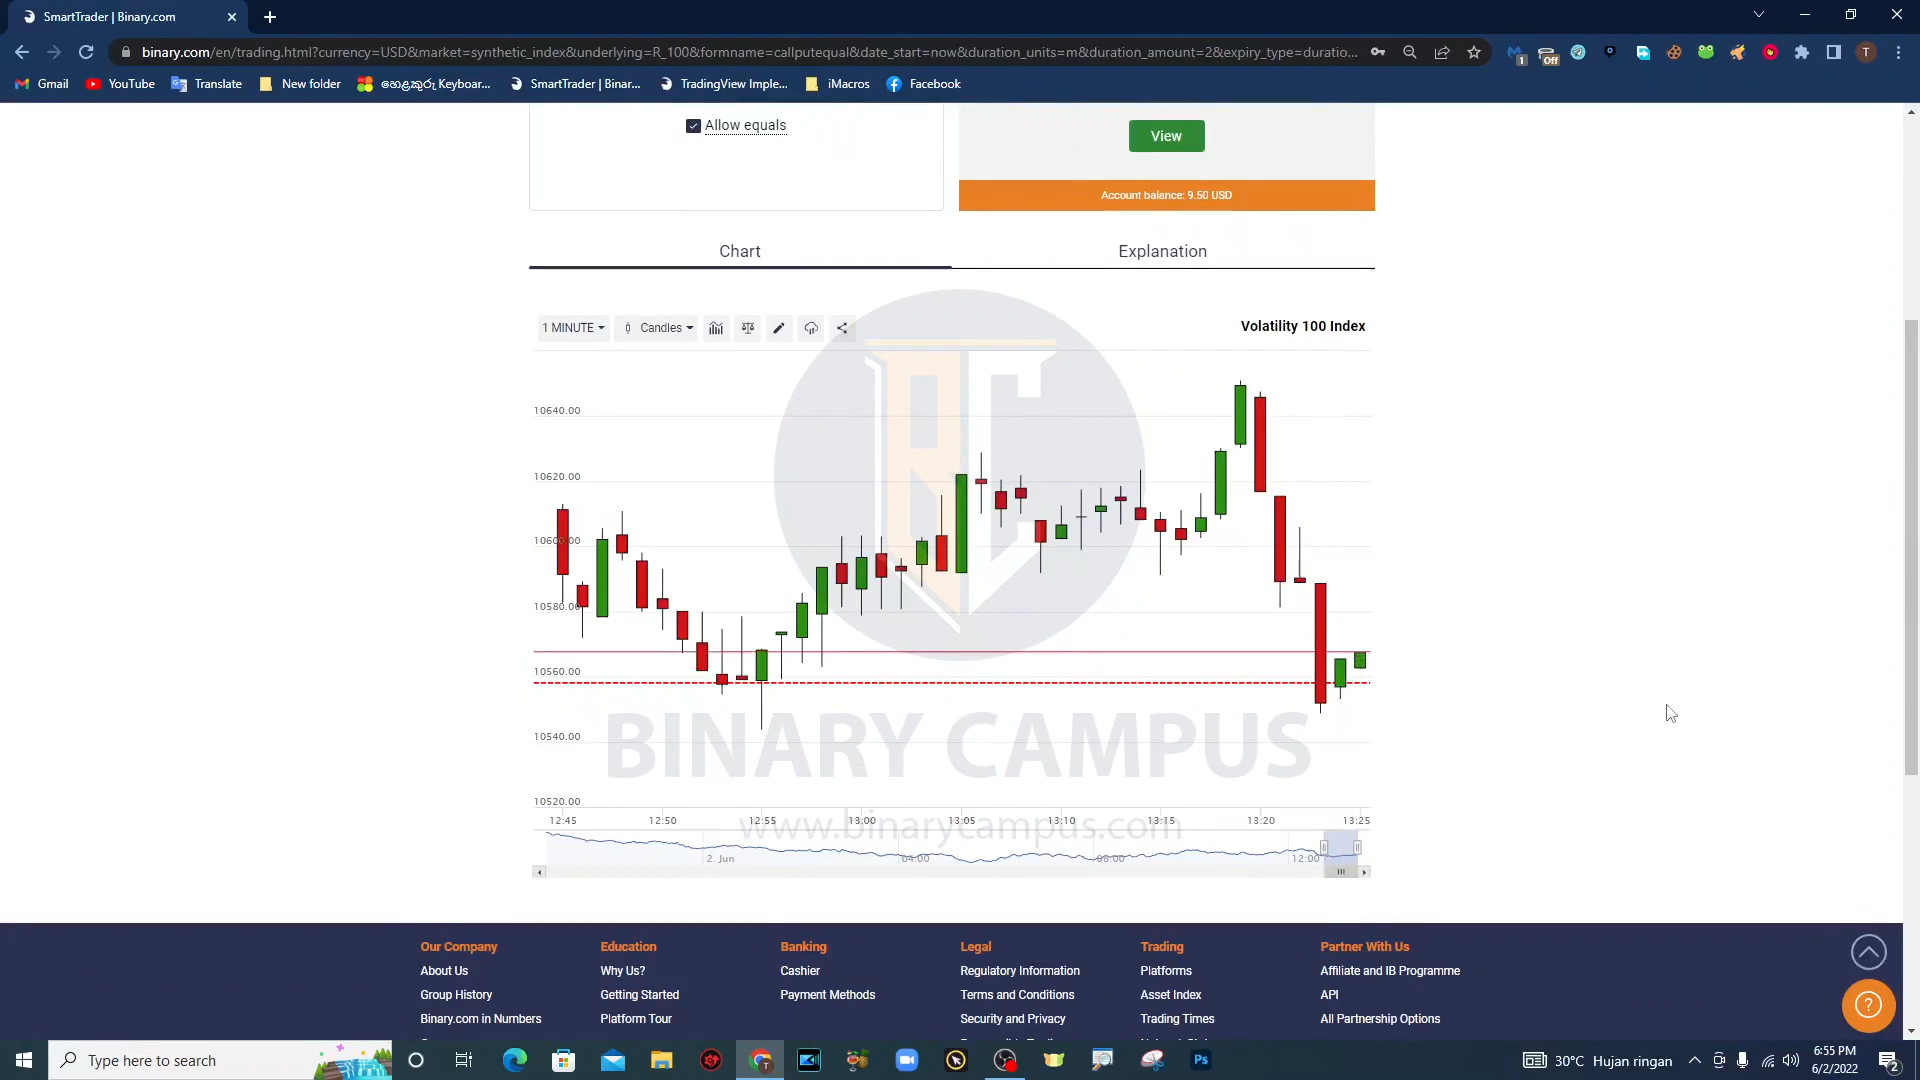 SmartTrader | Binary.com
binary.com/en/trading.html?currency=USD&market=synthetic_index&underlying=R_100&formname=callputequal&date_start=now&duration_units=m&duration_amount=2&expiry_type=duratio...
1
Off
T
Gmail
YouTube
Translate
New folder
හෙළකුරු Keyboar...
SmartTrader | Binar...
TradingView Imple...
iMacros
Facebook
Allow equals
View
Account balance: 9.50 USD
Chart
Explanation
1 MINUTE
Candles
Volatility 100 Index
10640.00
10620.00
10600.00
10580.00
10560.00
10540.00
10520.00
BINARY CAMPUS
www.binarycampus.com
12:45 12:50 12:55 13:00 13:05 13:10 13:15 13:20 13:25
2. Jun 04:00 08:00 12:00
Our Company Education Banking Legal Trading Partner With Us
About Us Why Us? Cashier Regulatory Information Platforms Affiliate and IB Programme
Group History Getting Started Payment Methods Terms and Conditions Asset Index API
Binary.com in Numbers Platform Tour Security and Privacy Trading Times All Partnership Options
?
Type here to search
Ps
30°C Hujan ringan
6:55 PM
6/2/2022
2